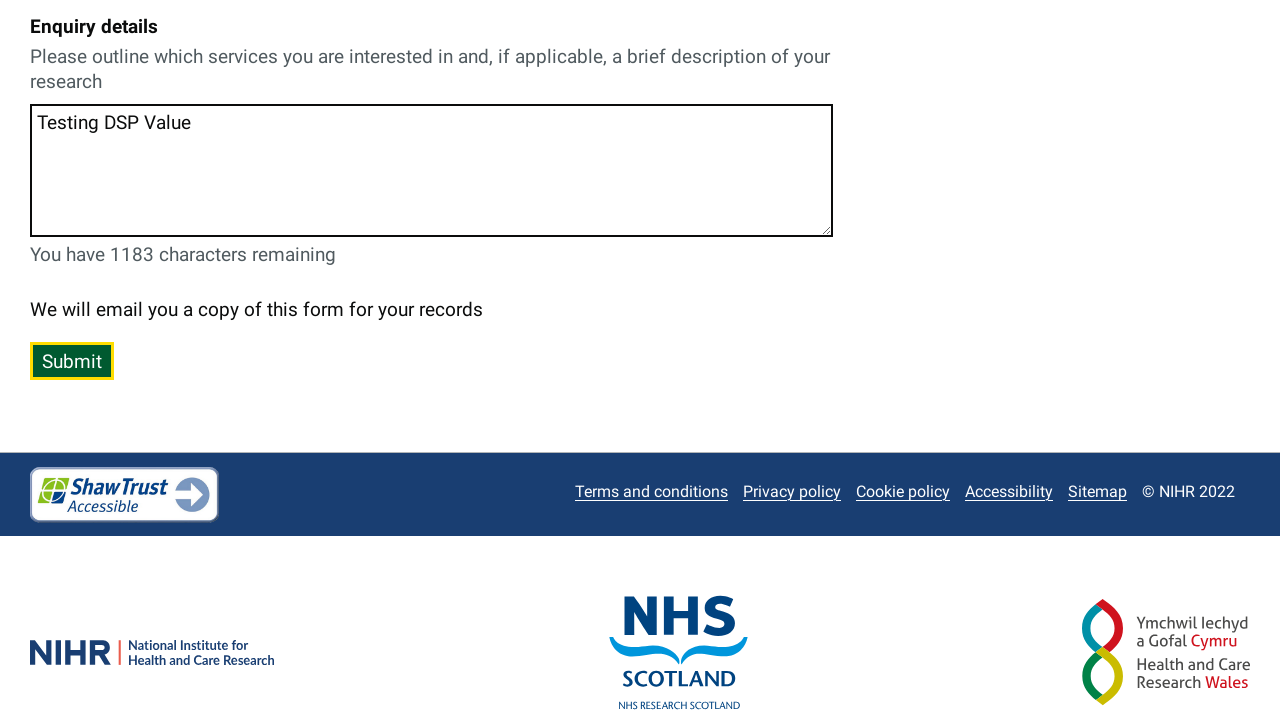 Enquiry details
Please outline which services you are interested in and, if applicable, a brief description of your
research
Testing DSP Value
You have 1183 characters remaining
We will email you a copy of this form for your records
Submit
Shaw Trust
Accessible
Terms and conditions Privacy policy Cookie policy Accessibility Sitemap © NIHR 2022
NIHR | National Institute for
Health and Care Research
NHS
SCOTLAND
NHS RESEARCH SCOTLAND
Ymchwil Iechyd
a Gofal Cymru
Health and Care
Research Wales